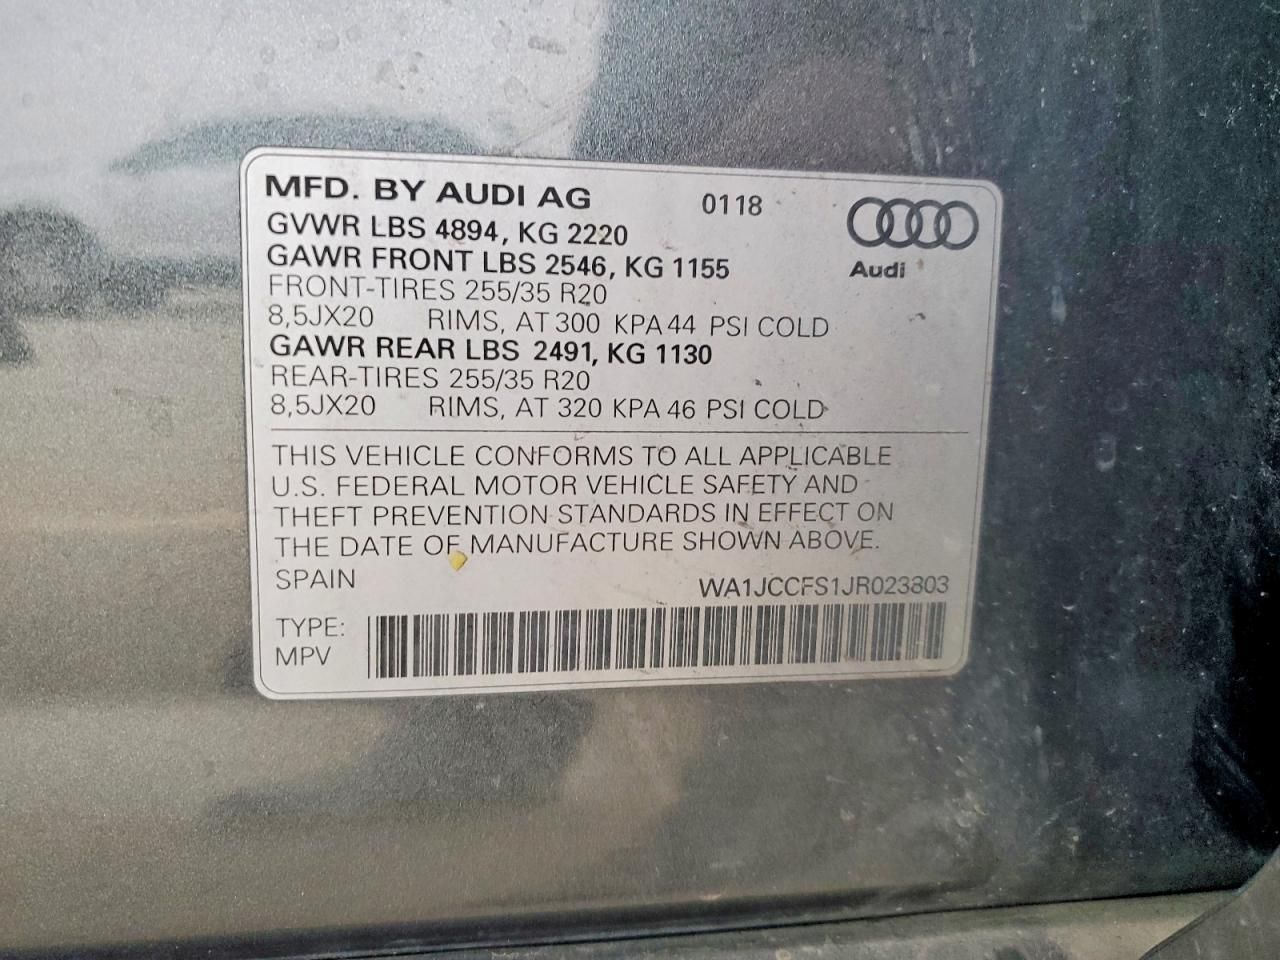 MFD. BY AUDI AG 0118
GVWR LBS 4894, KG 2220
GAWR FRONT LBS 2546, KG 1155
Audi
FRONT-TIRES 255/35 R20
8,5JX20 RIMS, AT 300 KPA 44 PSI COLD
GAWR REAR LBS 2491, KG 1130
REAR-TIRES 255/35 R20
8,5JX20 RIMS, AT 320 KPA 46 PSI COLD
THIS VEHICLE CONFORMS TO ALL APPLICABLE
U.S. FEDERAL MOTOR VEHICLE SAFETY AND
THEFT PREVENTION STANDARDS IN EFFECT ON
THE DATE OF MANUFACTURE SHOWN ABOVE.
SPAIN WA1JCCFS1JR023803
TYPE:
MPV